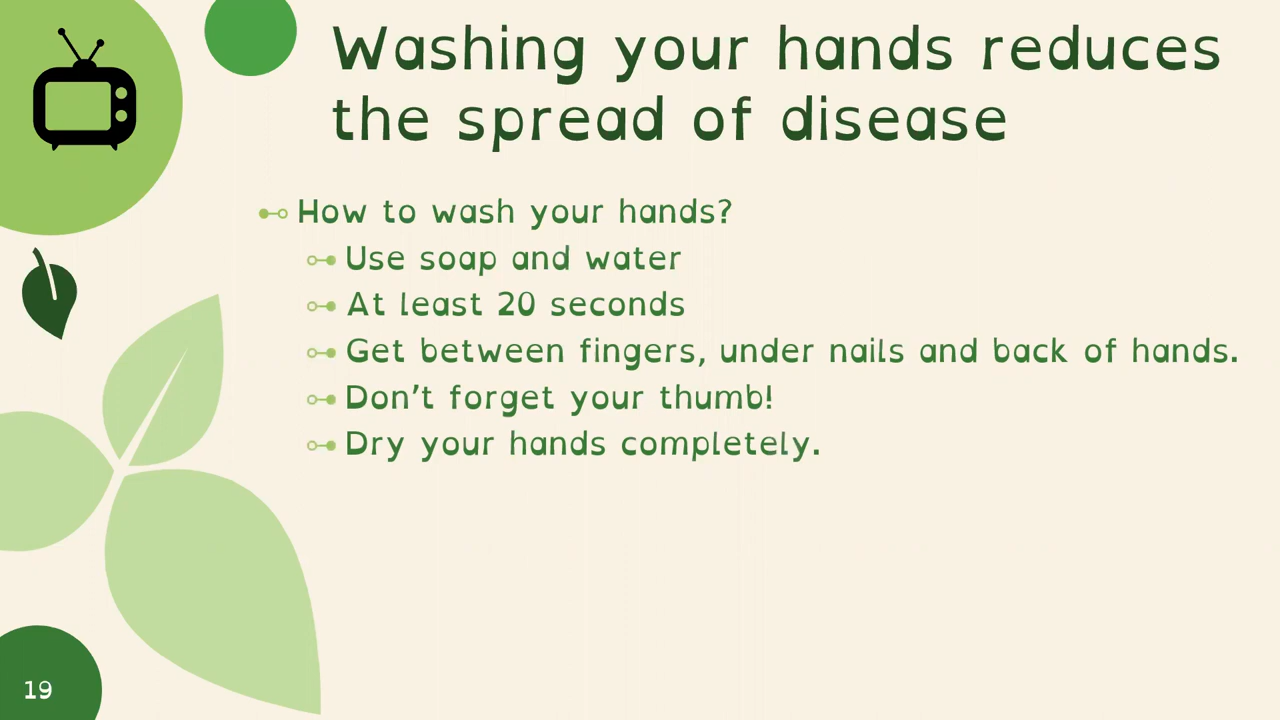 Washing your hands reduces
the spread of disease
How to wash your hands?
Use soap and water
At least 20 seconds
Get between fingers, under nails and back of hands.
Don't forget your thumb!
Dry your hands completely.
19